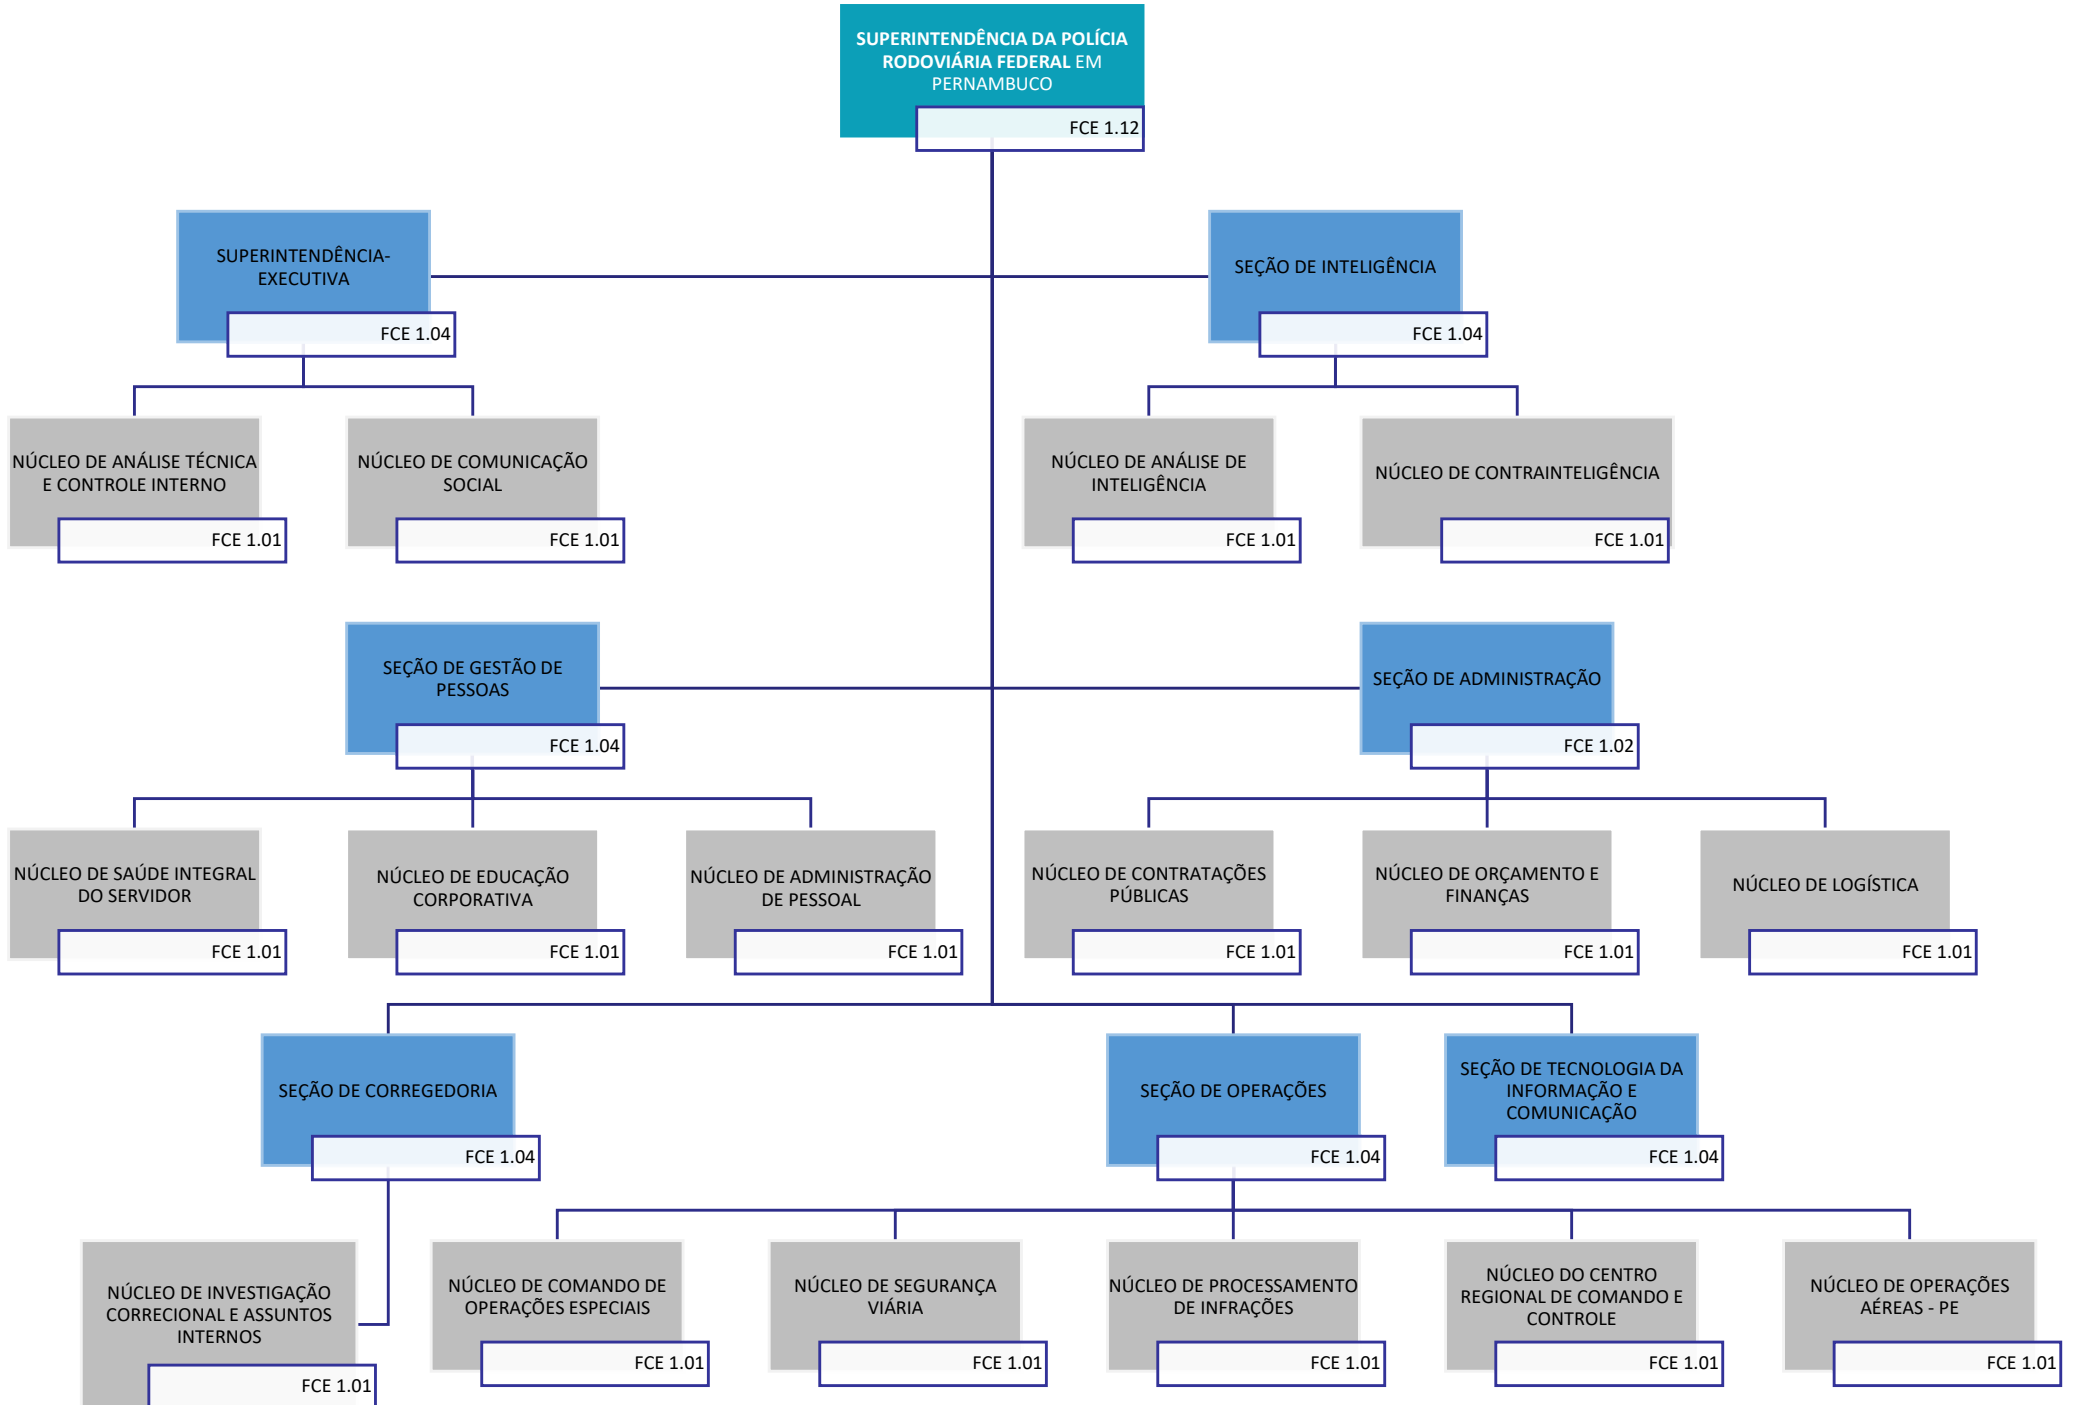 SUPERINTENDÊNCIA DA POLÍCIA
RODOVIÁRIA FEDERAL EM
PERNAMBUCO
FCE 1.12
SUPERINTENDÊNCIA-
EXECUTIVA
FCE 1.04
SEÇÃO DE INTELIGÊNCIA
FCE 1.04
NÚCLEO DE ANÁLISE TÉCNICA
E CONTROLE INTERNO
FCE 1.01
NÚCLEO DE COMUNICAÇÃO
SOCIAL
FCE 1.01
NÚCLEO DE ANÁLISE DE
INTELIGÊNCIA
FCE 1.01
NÚCLEO DE CONTRAINTELIGÊNCIA
FCE 1.01
SEÇÃO DE GESTÃO DE
PESSOAS
FCE 1.04
SEÇÃO DE ADMINISTRAÇÃO
FCE 1.02
NÚCLEO DE SAÚDE INTEGRAL
DO SERVIDOR
FCE 1.01
NÚCLEO DE EDUCAÇÃO
CORPORATIVA
FCE 1.01
NÚCLEO DE ADMINISTRAÇÃO
DE PESSOAL
FCE 1.01
NÚCLEO DE CONTRATAÇÕES
PÚBLICAS
FCE 1.01
NÚCLEO DE ORÇAMENTO E
FINANÇAS
FCE 1.01
NÚCLEO DE LOGÍSTICA
FCE 1.01
SEÇÃO DE CORREGEDORIA
FCE 1.04
SEÇÃO DE OPERAÇÕES
FCE 1.04
SEÇÃO DE TECNOLOGIA DA
INFORMAÇÃO E
COMUNICAÇÃO
FCE 1.04
NÚCLEO DE INVESTIGAÇÃO
CORRECIONAL E ASSUNTOS
INTERNOS
FCE 1.01
NÚCLEO DE COMANDO DE
OPERAÇÕES ESPECIAIS
FCE 1.01
NÚCLEO DE SEGURANÇA
VIÁRIA
FCE 1.01
NÚCLEO DE PROCESSAMENTO
DE INFRAÇÕES
FCE 1.01
NÚCLEO DO CENTRO
REGIONAL DE COMANDO E
CONTROLE
FCE 1.01
NÚCLEO DE OPERAÇÕES
AÉREAS - PE
FCE 1.01